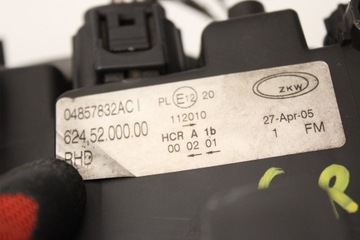 04857832AC I
PL E12 20
ZKW
624.52.000.00
112010
27-Apr-05
RHD
HCR A 1b
1 FM
00 02 01